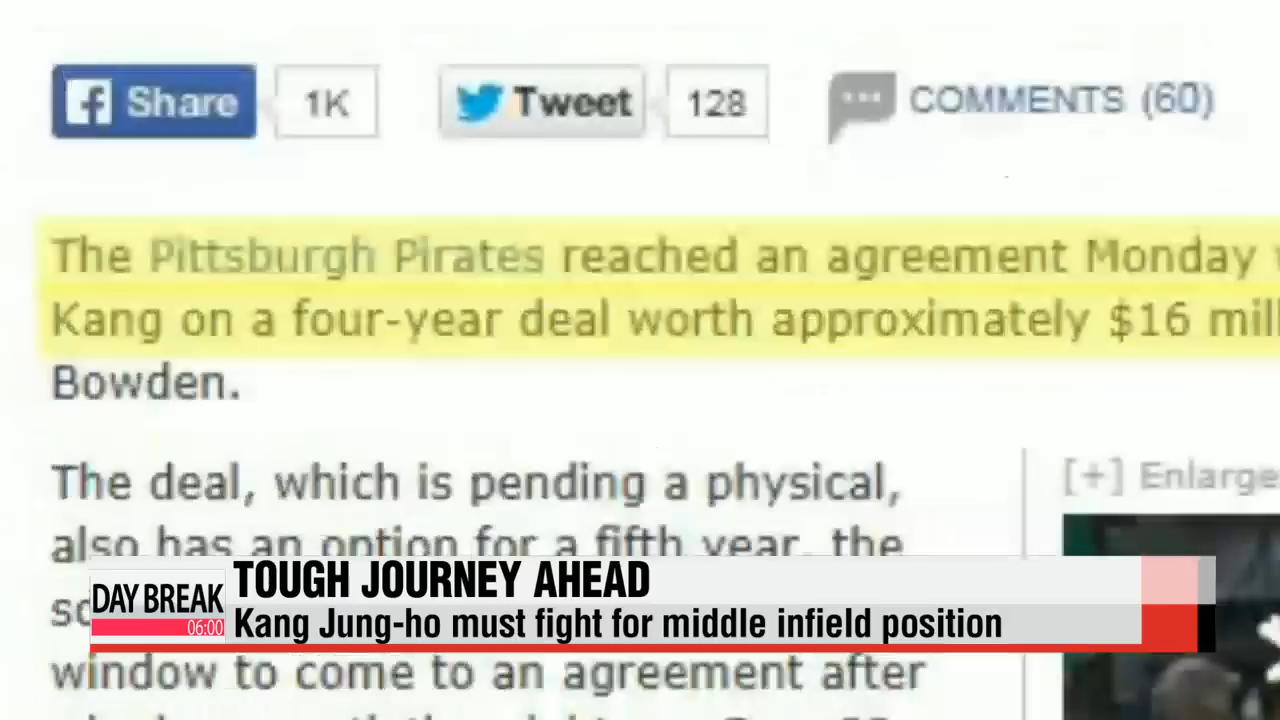 Share 1K Tweet 128 COMMENTS (60)
The Pittsburgh Pirates reached an agreement Monday
Kang on a four-year deal worth approximately $16
Bowden.
The deal, which is pending a physical,
[+] Enlarge
also has an option for a fifth year, the
DAY BREAK
06:00
TOUGH JOURNEY AHEAD
Kang Jung-ho must fight for middle infield position
window to come to an agreement after